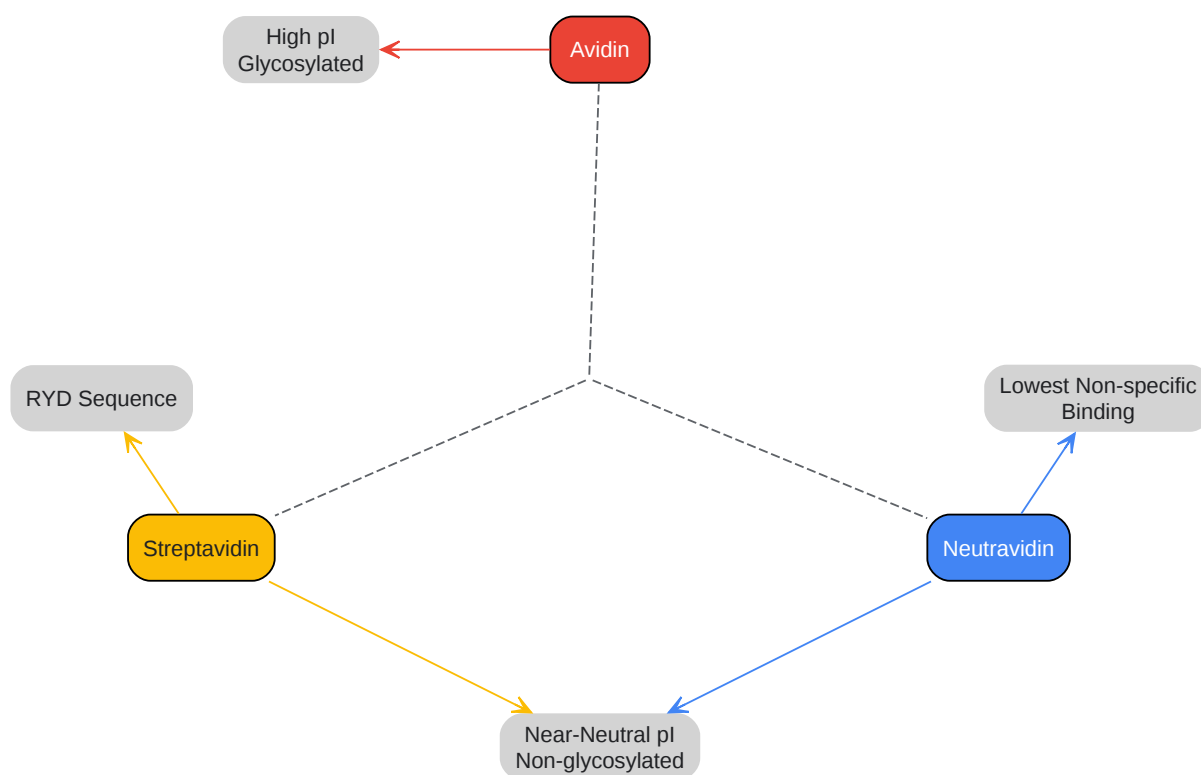 High pI
Glycosylated
Avidin
RYD Sequence
Lowest Non-specific
Binding
Streptavidin
Neutravidin
Near-Neutral pI
Non-glycosylated